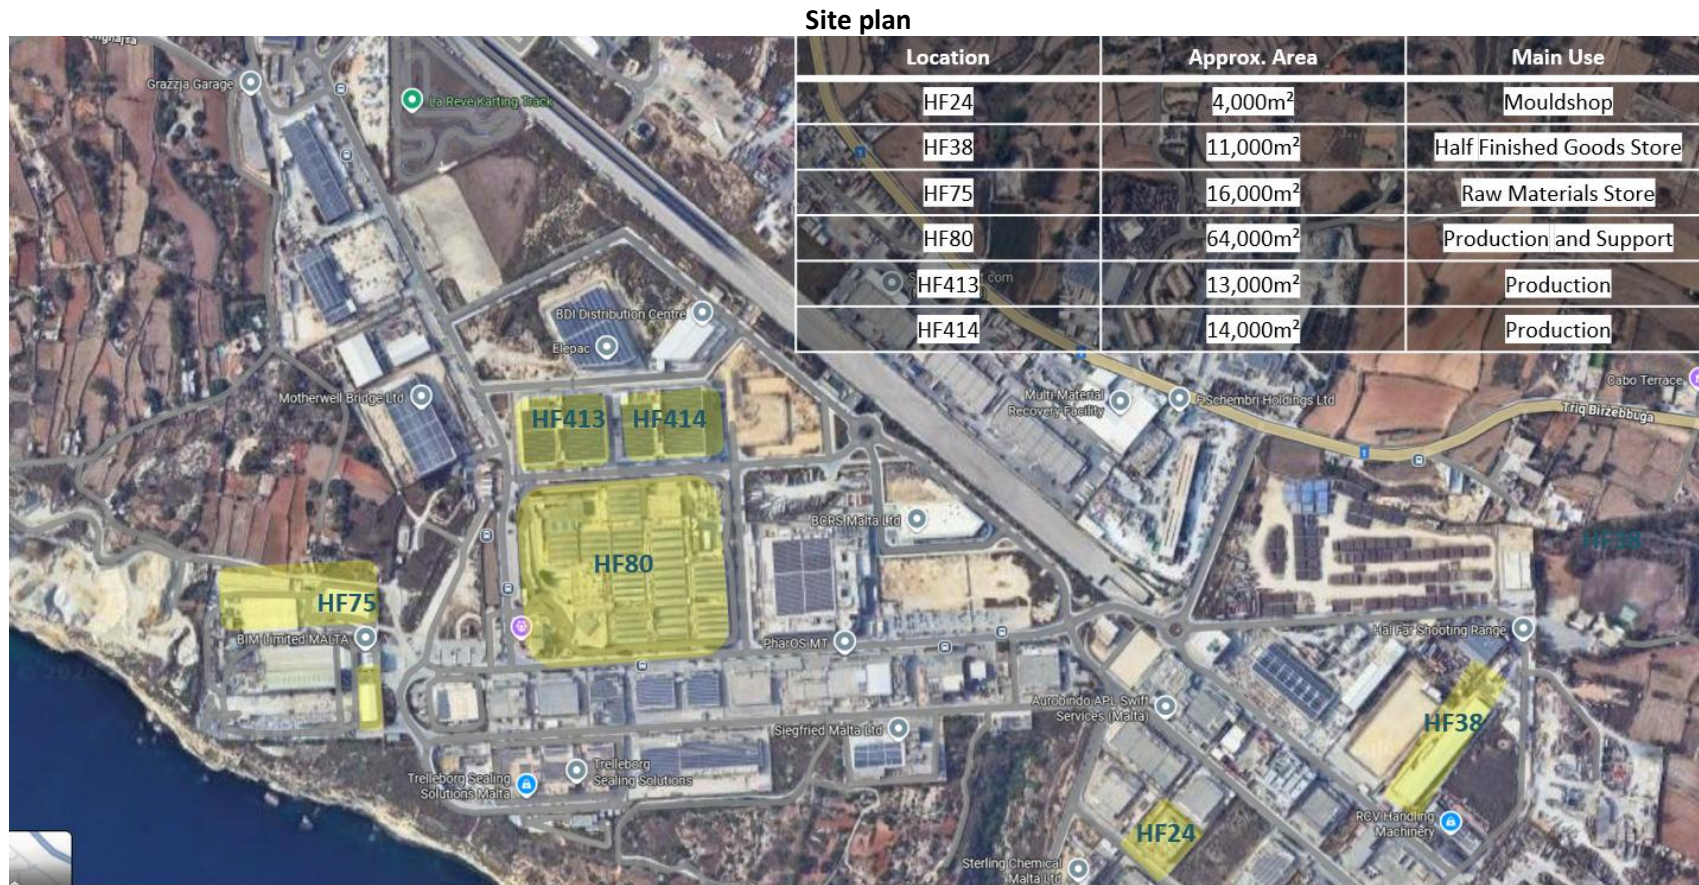 Site plan
Location Approx. Area Main Use
HF24 4,000m² Mouldshop
HF38 11,000m² Half Finished Goods Store
HF75 16,000m² Raw Materials Store
HF80 64,000m² Production and Support
HF413 13,000m² Production
HF414 14,000m² Production
Grazzja Garage
La Reve Karting Track
1
BDI Distribution Centre
Elepac
Motherwell Bridge Ltd
Multi Material
Recovery Facility
P Schembri Holdings Ltd
Cabo Terrace
Triq Birżebbuġa
1
HF413
HF414
BCRS Malta Ltd
HF38
HF80
HF75
BIM Limited MALTA
PharOS MT
Hal Far Shooting Range
Aurobindo APL Swift
Services (Malta)
HF38
Siegfried Malta Ltd
Trelleborg Sealing
Solutions Malta
Trelleborg
Sealing Solutions
HF24
RCV Handling
Machinery
Sterling Chemical
Malta Ltd